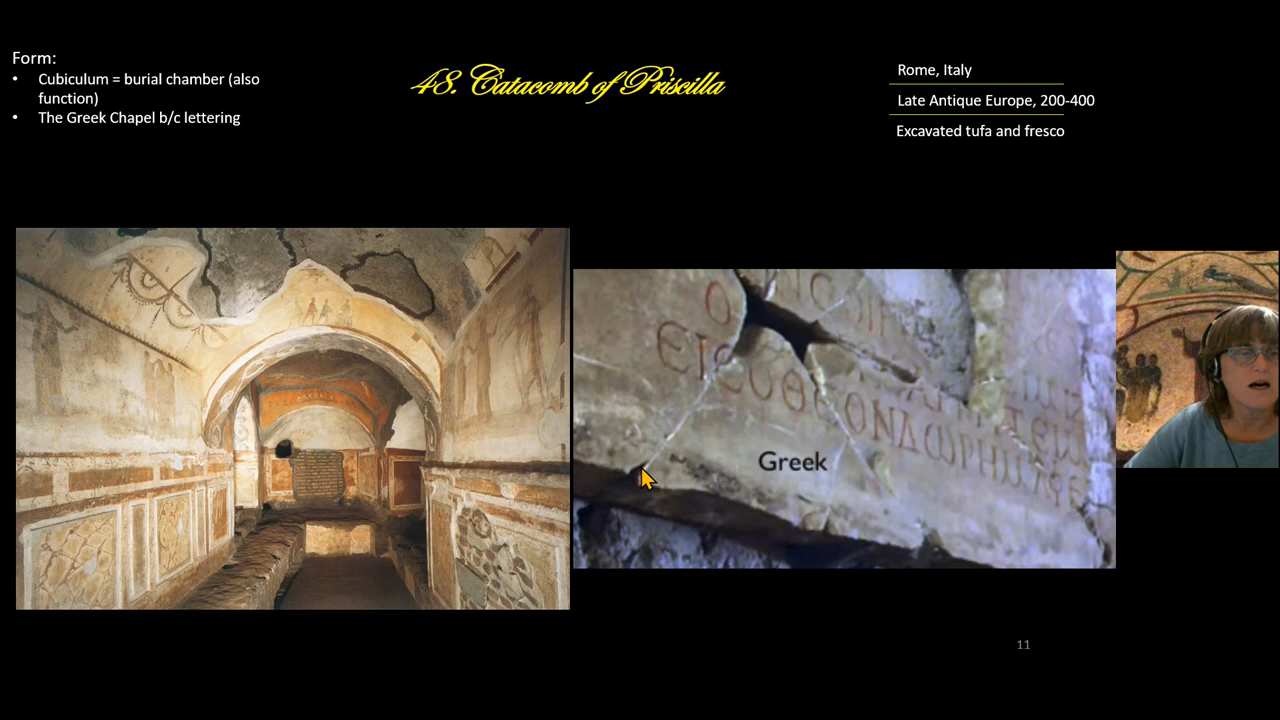 Form:
• Cubiculum = burial chamber (also
function)
• The Greek Chapel b/c lettering
48. Catacomb of Priscilla
Rome, Italy
Late Antique Europe, 200-400
Excavated tufa and fresco
Greek
11